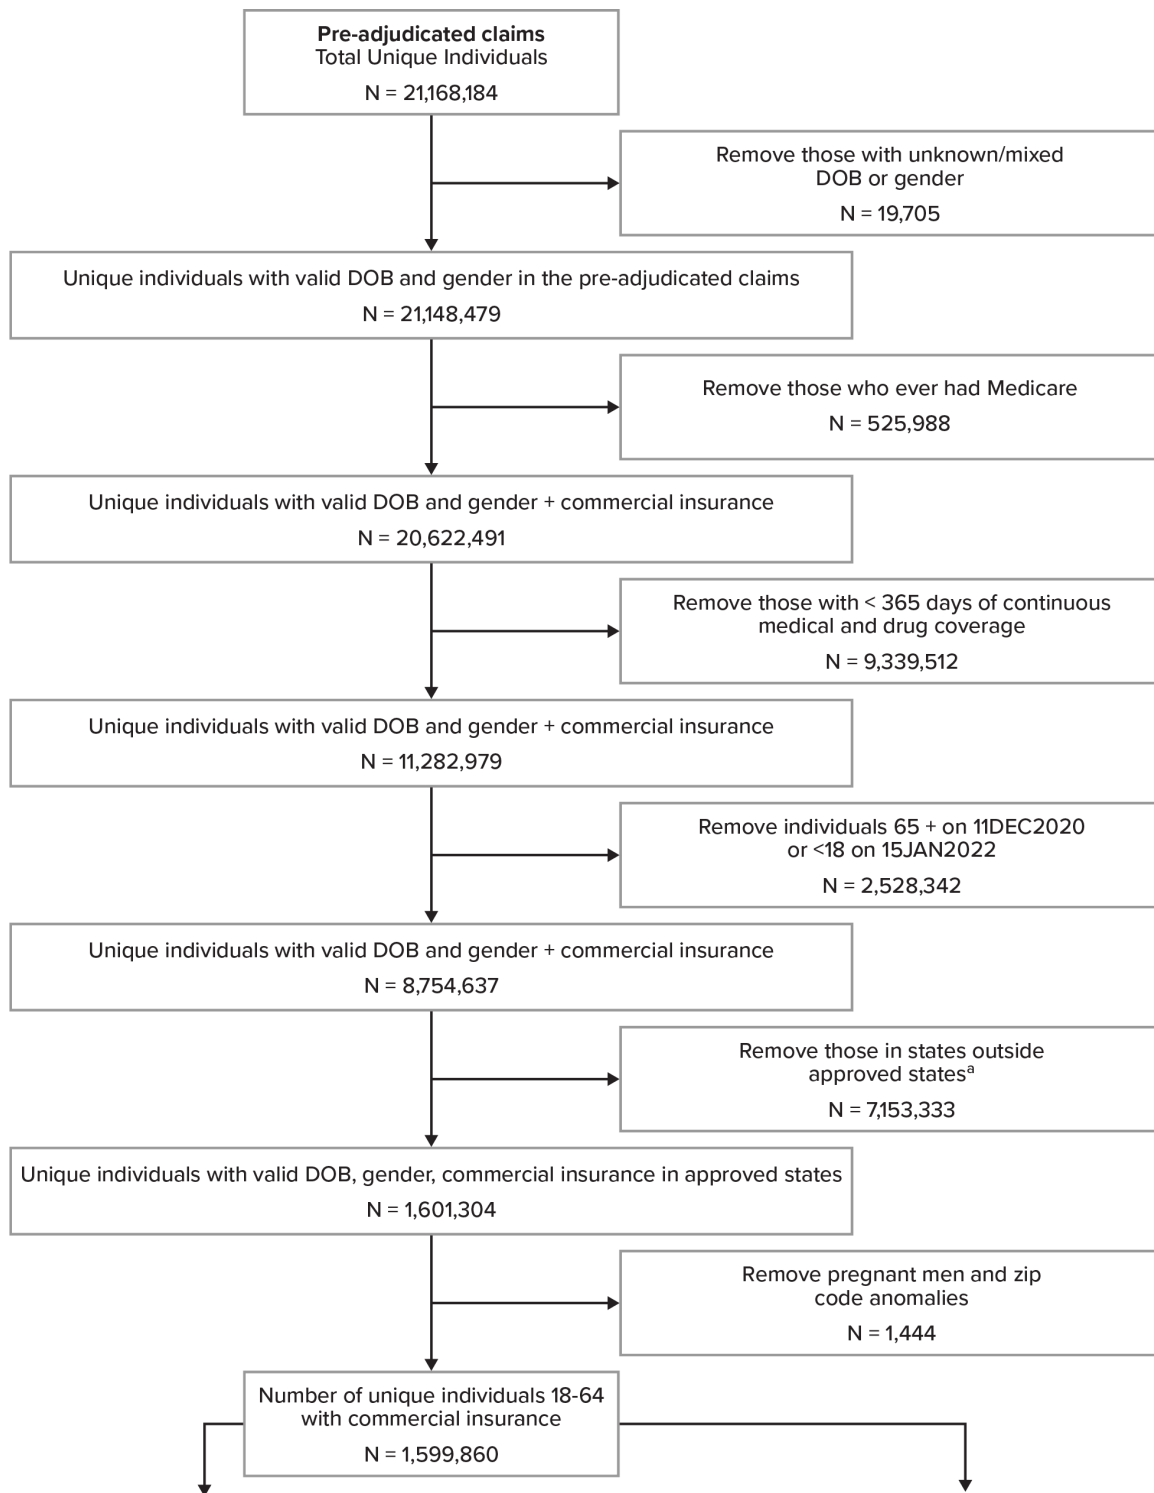 Pre-adjudicated claims
Total Unique Individuals
N = 21,168,184
Remove those with unknown/mixed
DOB or gender
N = 19,705
Unique individuals with valid DOB and gender in the pre-adjudicated claims
N = 21,148,479
Remove those who ever had Medicare
N = 525,988
Unique individuals with valid DOB and gender + commercial insurance
N = 20,622,491
Remove those with < 365 days of continuous
medical and drug coverage
N = 9,339,512
Unique individuals with valid DOB and gender + commercial insurance
N = 11,282,979
Remove individuals 65 + on 11DEC2020
or <18 on 15JAN2022
N = 2,528,342
Unique individuals with valid DOB and gender + commercial insurance
N = 8,754,637
Remove those in states outside
approved statesᵃ
N = 7,153,333
Unique individuals with valid DOB, gender, commercial insurance in approved states
N = 1,601,304
Remove pregnant men and zip
code anomalies
N = 1,444
Number of unique individuals 18-64
with commercial insurance
N = 1,599,860